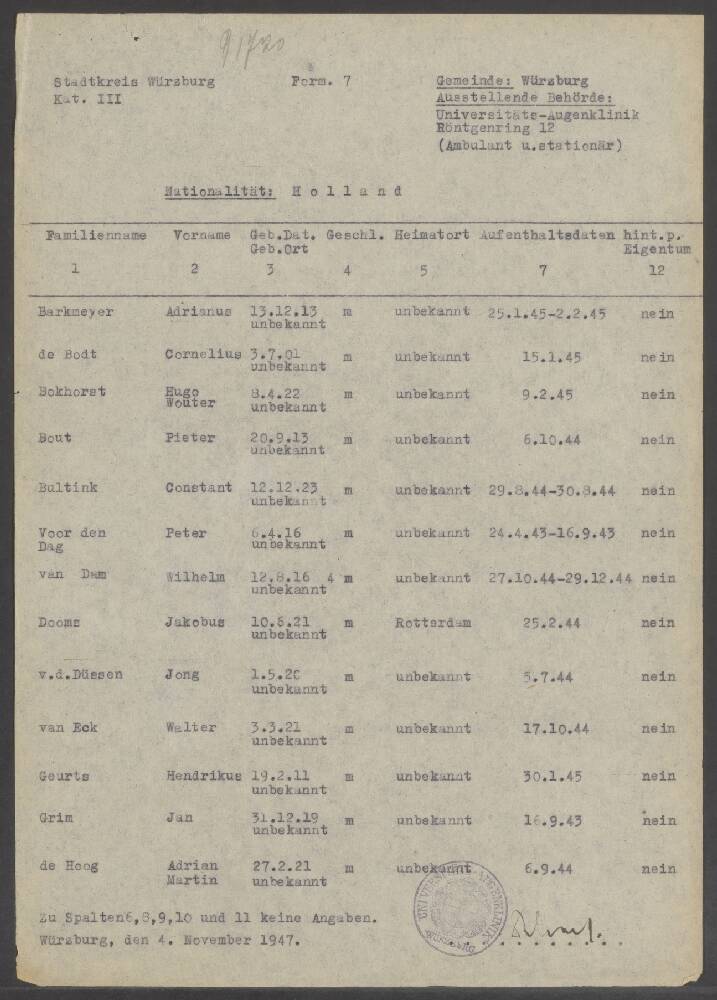 91720
Stadtkreis Würzburg Form. 7 Gemeinde: Würzburg
Kat. III Ausstellende Behörde:
Universitäts-Augenklinik
Röntgenring 12
(Ambulant u.stationär)
Nationalität: H o l l a n d
Familienname Vorname Geb.Dat. Geschl. Heimatort Aufenthaltsdaten hint.p.
Geb.Ort Eigentum
1 2 3 4 5 7 12
Barkmeyer Adrianus 13.12.13 m unbekannt 25.1.45-2.2.45 nein
unbekannt
de Bodt Cornelius 3.7.01 m unbekannt 15.1.45 nein
unbekannt
Bokhorst Hugo 8.4.22 m unbekannt 9.2.45 nein
Wouter unbekannt
Bout Pieter 20.9.13 m unbekannt 6.10.44 nein
unbekannt
Bultink Constant 12.12.23 m unbekannt 29.8.44-30.8.44 nein
unbekannt
Voor den Peter 6.4.16 m unbekannt 24.4.43-16.9.43 nein
Dag unbekannt
van Dam Wilhelm 12.8.16 4 m unbekannt 27.10.44-29.12.44 nein
unbekannt
Dooms Jakobus 10.6.21 m Rotterdam 25.2.44 nein
unbekannt
v.d.Düssen Jong 1.5.20 m unbekannt 5.7.44 nein
unbekannt
van Eck Walter 3.3.21 m unbekannt 17.10.44 nein
unbekannt
Geurts Hendrikus 19.2.11 m unbekannt 30.1.45 nein
unbekannt
Grim Jan 31.12.19 m unbekannt 16.9.43 nein
unbekannt
de Hoog Adrian 27.2.21 m unbekannt 6.9.44 nein
Martin unbekannt
Zu Spalten6,8,9,10 und 11 keine Angaben.
Würzburg, den 4. November 1947.
UNIVERS. AUGENKLINIK WÜRZBURG